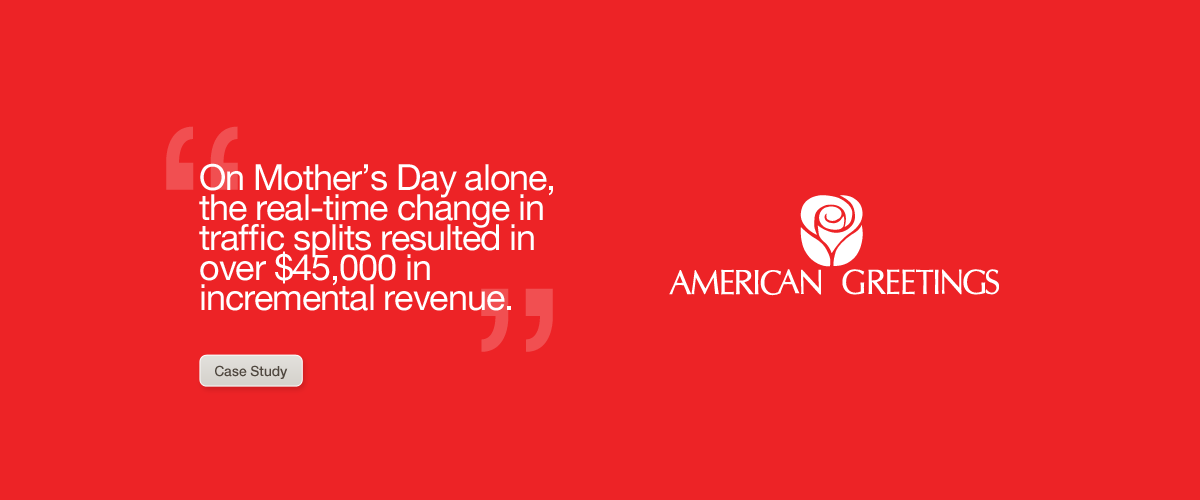 On Mother’s Day alone,
the real-time change in
traffic splits resulted in
over $45,000 in
incremental revenue.
Case Study
AMERICAN GREETINGS